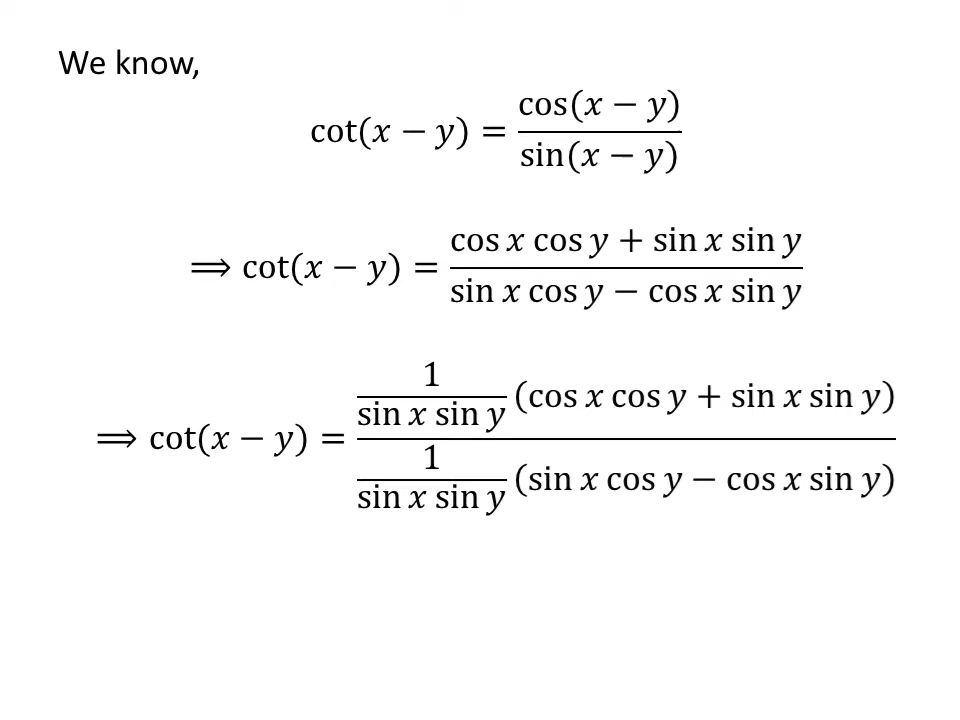 We know,
cot(𝑥 − 𝑦) = cos(𝑥 − 𝑦) / sin(𝑥 − 𝑦)
⟹ cot(𝑥 − 𝑦) = (cos 𝑥 cos 𝑦 + sin 𝑥 sin 𝑦) / (sin 𝑥 cos 𝑦 − cos 𝑥 sin 𝑦)
⟹ cot(𝑥 − 𝑦) = (1 / (sin 𝑥 sin 𝑦) (cos 𝑥 cos 𝑦 + sin 𝑥 sin 𝑦)) / (1 / (sin 𝑥 sin 𝑦) (sin 𝑥 cos 𝑦 − cos 𝑥 sin 𝑦))